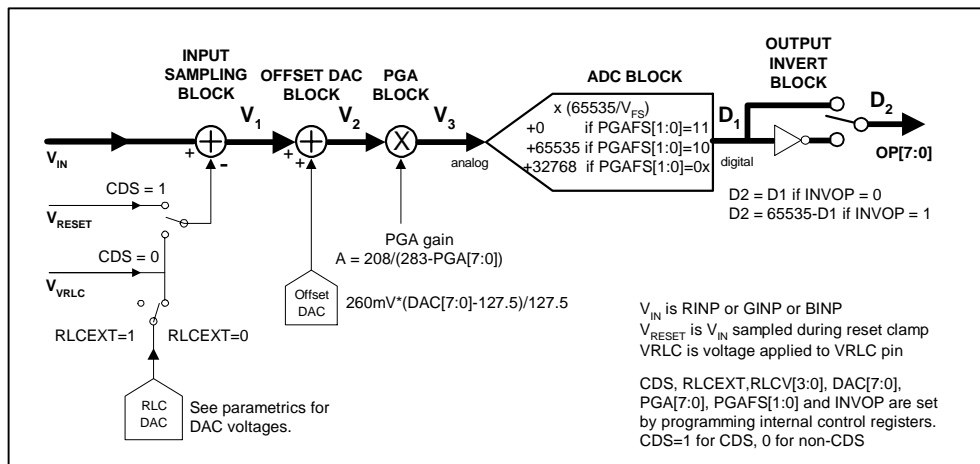 INPUT
SAMPLING
BLOCK
OFFSET DAC
BLOCK
PGA
BLOCK
ADC BLOCK
OUTPUT
INVERT
BLOCK
V1
V2
V3
D1
D2
x (65535/VFS)
+0 if PGAFS[1:0]=11
+65535 if PGAFS[1:0]=10
+32768 if PGAFS[1:0]=0x
+
+
-
+
+
X
VIN
analog
digital
OP[7:0]
CDS = 1
VRESET
D2 = D1 if INVOP = 0
D2 = 65535-D1 if INVOP = 1
CDS = 0
VVRLC
PGA gain
A = 208/(283-PGA[7:0])
Offset
DAC
260mV*(DAC[7:0]-127.5)/127.5
RLCEXT=1
RLCEXT=0
VIN is RINP or GINP or BINP
VRESET is VIN sampled during reset clamp
VRLC is voltage applied to VRLC pin
RLC
DAC
See parametrics for
DAC voltages.
CDS, RLCEXT,RLCV[3:0], DAC[7:0],
PGA[7:0], PGAFS[1:0] and INVOP are set
by programming internal control registers.
CDS=1 for CDS, 0 for non-CDS